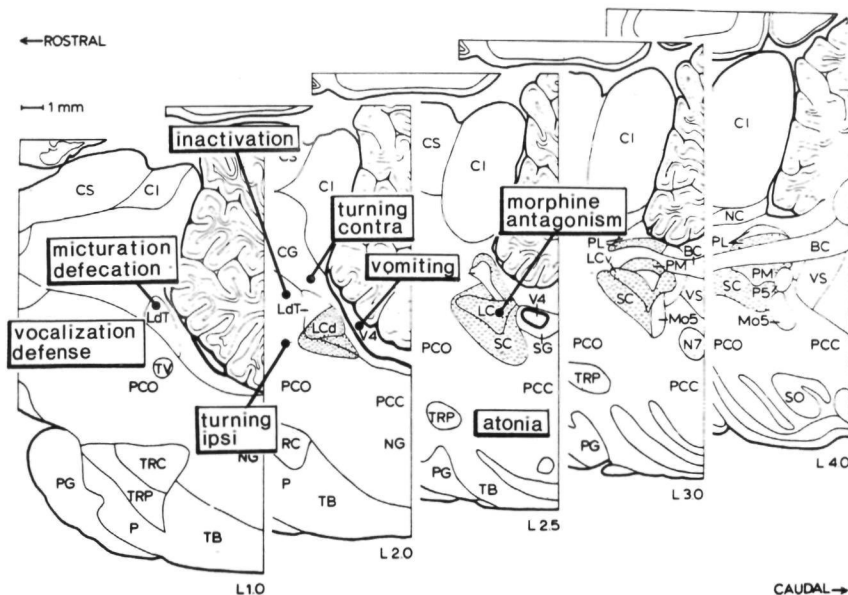 ←ROSTRAL
1 mm
inactivation
micturation
defecation
vocalization
defense
turning
contra
vomiting
turning
ipsi
morphine
antagonism
atonia
CS
CI
LdT
TV
PCO
PG
TRC
TRP
P
TB
NG
L 1.0
CS
CI
CG
LdT
LCd
V4
PCO
PCC
NG
RC
P
TB
L 2.0
CS
CI
LC
V4
SC
SG
PCO
PCC
TRP
PG
TB
L 2.5
CI
PL
LC
BC
PM
SC
VS
Mo5
N7
PCO
TRP
PCC
PG
L 3.0
CI
NC
PL
BC
PM
VS
SC
P5
Mo5
PCO
PCC
SO
L 4.0
CAUDAL→